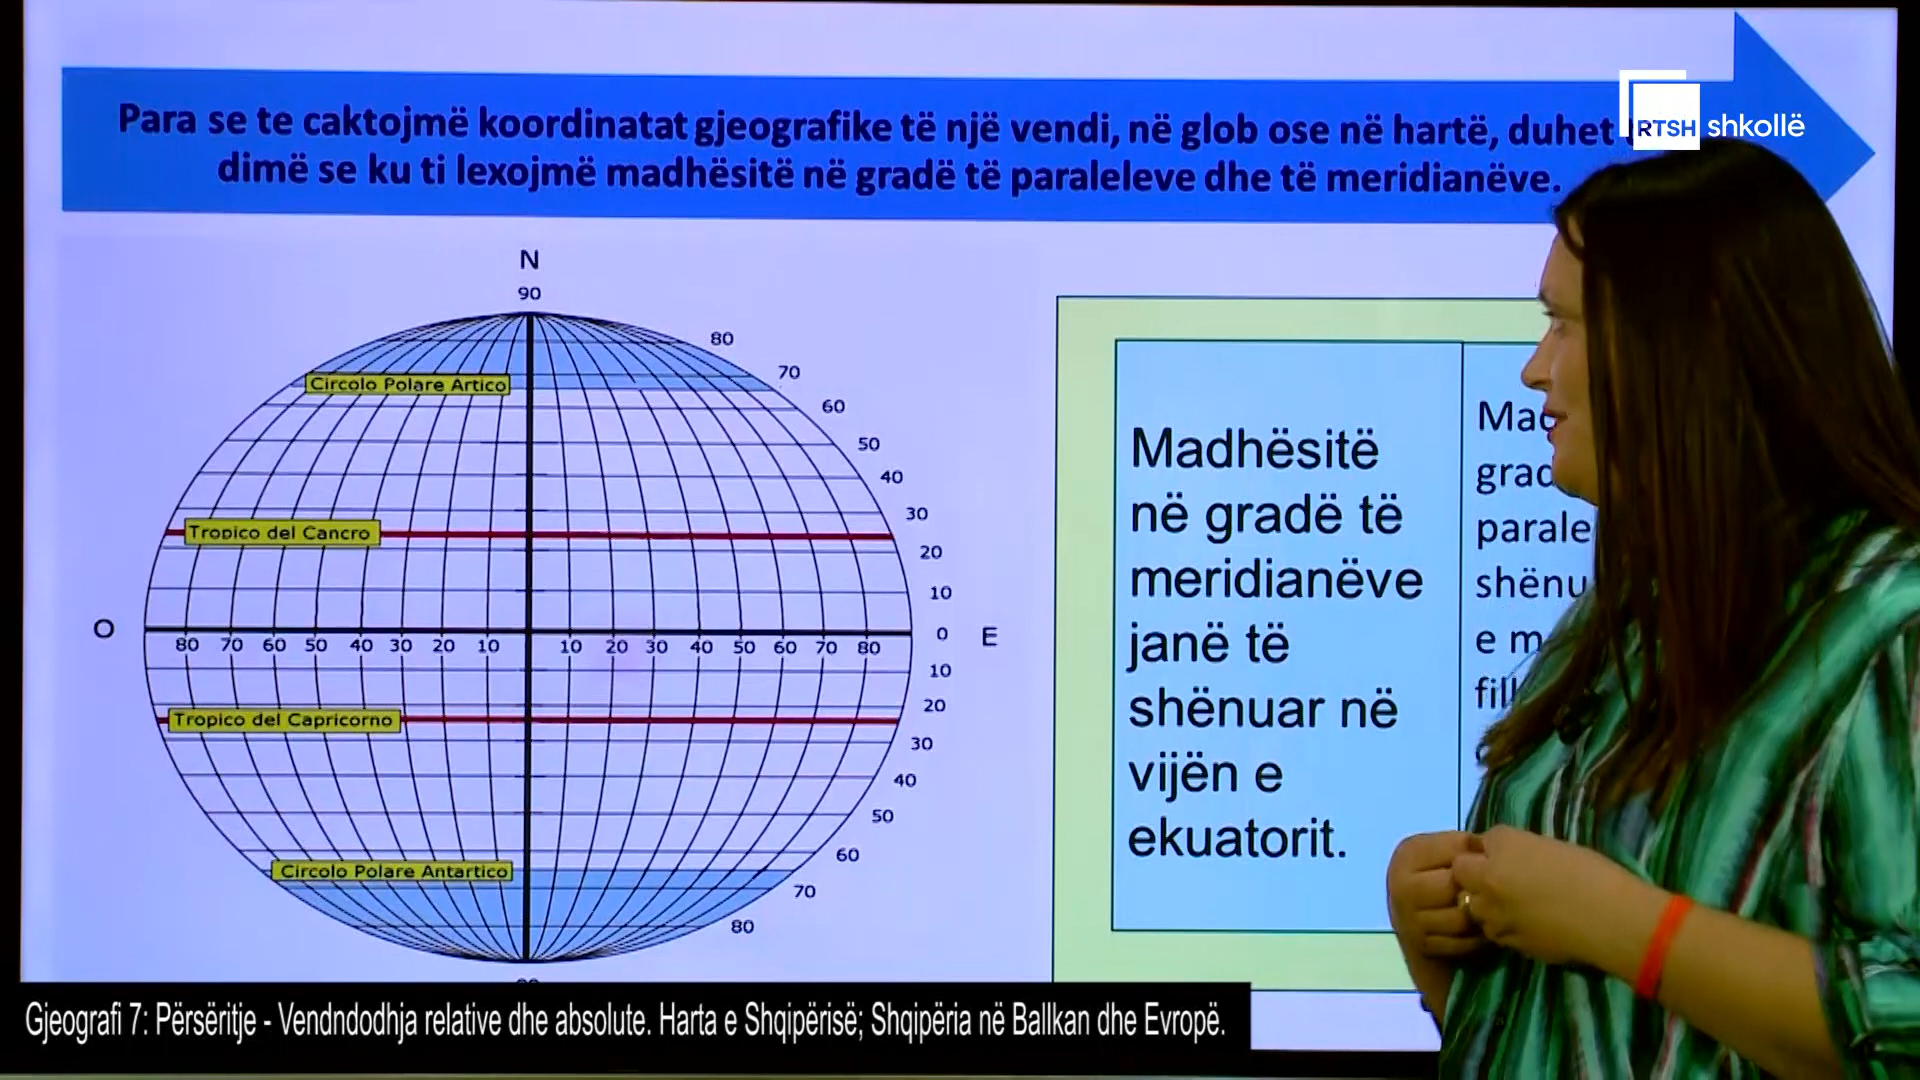 RTSH shkollë
Para se te caktojmë koordinatat gjeografike të një vendi, në glob ose në hartë, duhet
dimë se ku ti lexojmë madhësitë në gradë të paraleleve dhe të meridianëve.
N
90
80
70
60
50
40
30
20
10
0
10
20
30
40
50
60
70
80
Circolo Polare Artico
Tropico del Cancro
O
80 70 60 50 40 30 20 10 10 20 30 40 50 60 70 80
E
Tropico del Capricorno
Circolo Polare Antartico
Madhësitë
në gradë të
meridianëve
janë të
shënuar në
vijën e
ekuatorit.
e
Gjeografi 7: Përsëritje - Vendndodhja relative dhe absolute. Harta e Shqipërisë; Shqipëria në Ballkan dhe Evropë.